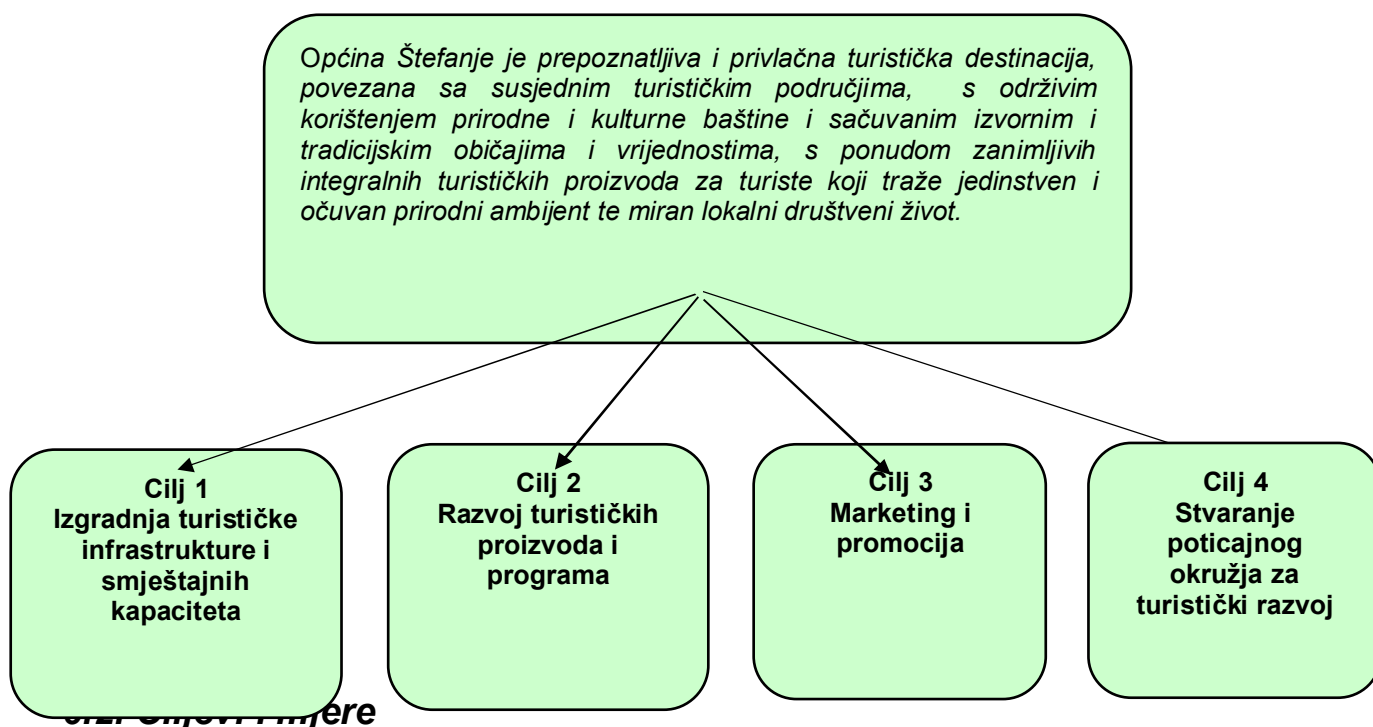 Općina Štefanje je prepoznatljiva i privlačna turistička destinacija,
povezana sa susjednim turističkim područjima, s održivim
korištenjem prirodne i kulturne baštine i sačuvanim izvornim i
tradicijskim običajima i vrijednostima, s ponudom zanimljivih
integralnih turističkih proizvoda za turiste koji traže jedinstven i
očuvan prirodni ambijent te miran lokalni društveni život.
Cilj 1
Izgradnja turističke
infrastrukture i
smještajnih
kapaciteta
Cilj 2
Razvoj turističkih
proizvoda i
programa
Cilj 3
Marketing i
promocija
Cilj 4
Stvaranje
poticajnog
okružja za
turistički razvoj
Ciljevi i mjere